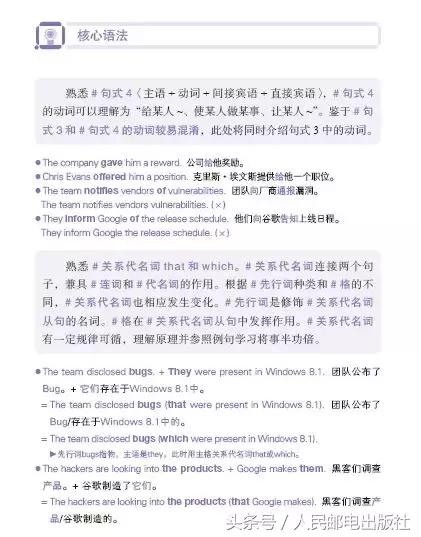 核心语法
熟悉 # 句式 4（主语 + 动词 + 间接宾语 + 直接宾语），# 句式 4
的动词可以理解为“给某人 ~、使某人做某事、让某人 ~”。鉴于 # 句
式 3 和 # 句式 4 的动词较易混淆，此处将同时介绍句式 3 中的动词。
● The company gave him a reward. 公司给他奖励。
● Chris Evans offered him a position. 克里斯・埃文斯提供给他一个职位。
● The team notifies vendors of vulnerabilities. 团队向厂商通报漏洞。
The team notifies vendors vulnerabilities. (×)
● They inform Google of the release schedule. 他们向谷歌告知上线日程。
They inform Google the release schedule. (×)
熟悉 # 关系代名词 that 和 which。# 关系代名词连接两个句
子，兼具 # 连词和 # 代名词的作用。根据 # 先行词种类和 # 格的不
同，# 关系代名词也相应发生变化。# 先行词是修饰 # 关系代名词
从句的名词。# 格在 # 关系代名词从句中发挥作用。# 关系代名词
有一定规律可循，理解原理并参照例句学习将事半功倍。
● The team disclosed bugs. + They were present in Windows 8.1. 团队公布了
Bug。+ 它们存在于Windows 8.1中。
= The team disclosed bugs (that were present in Windows 8.1). 团队公布了
Bug/存在于Windows 8.1中的。
= The team disclosed bugs (which were present in Windows 8.1).
▶ 先行词bugs指物，主语是they，此时用主格关系代名词that或which。
● The hackers are looking into the products. + Google makes them. 黑客们调查
产品。+ 谷歌制造了它们。
= The hackers are looking into the products (that Google makes). 黑客们调查产
品/谷歌制造的。
头条号 / 人民邮电出版社